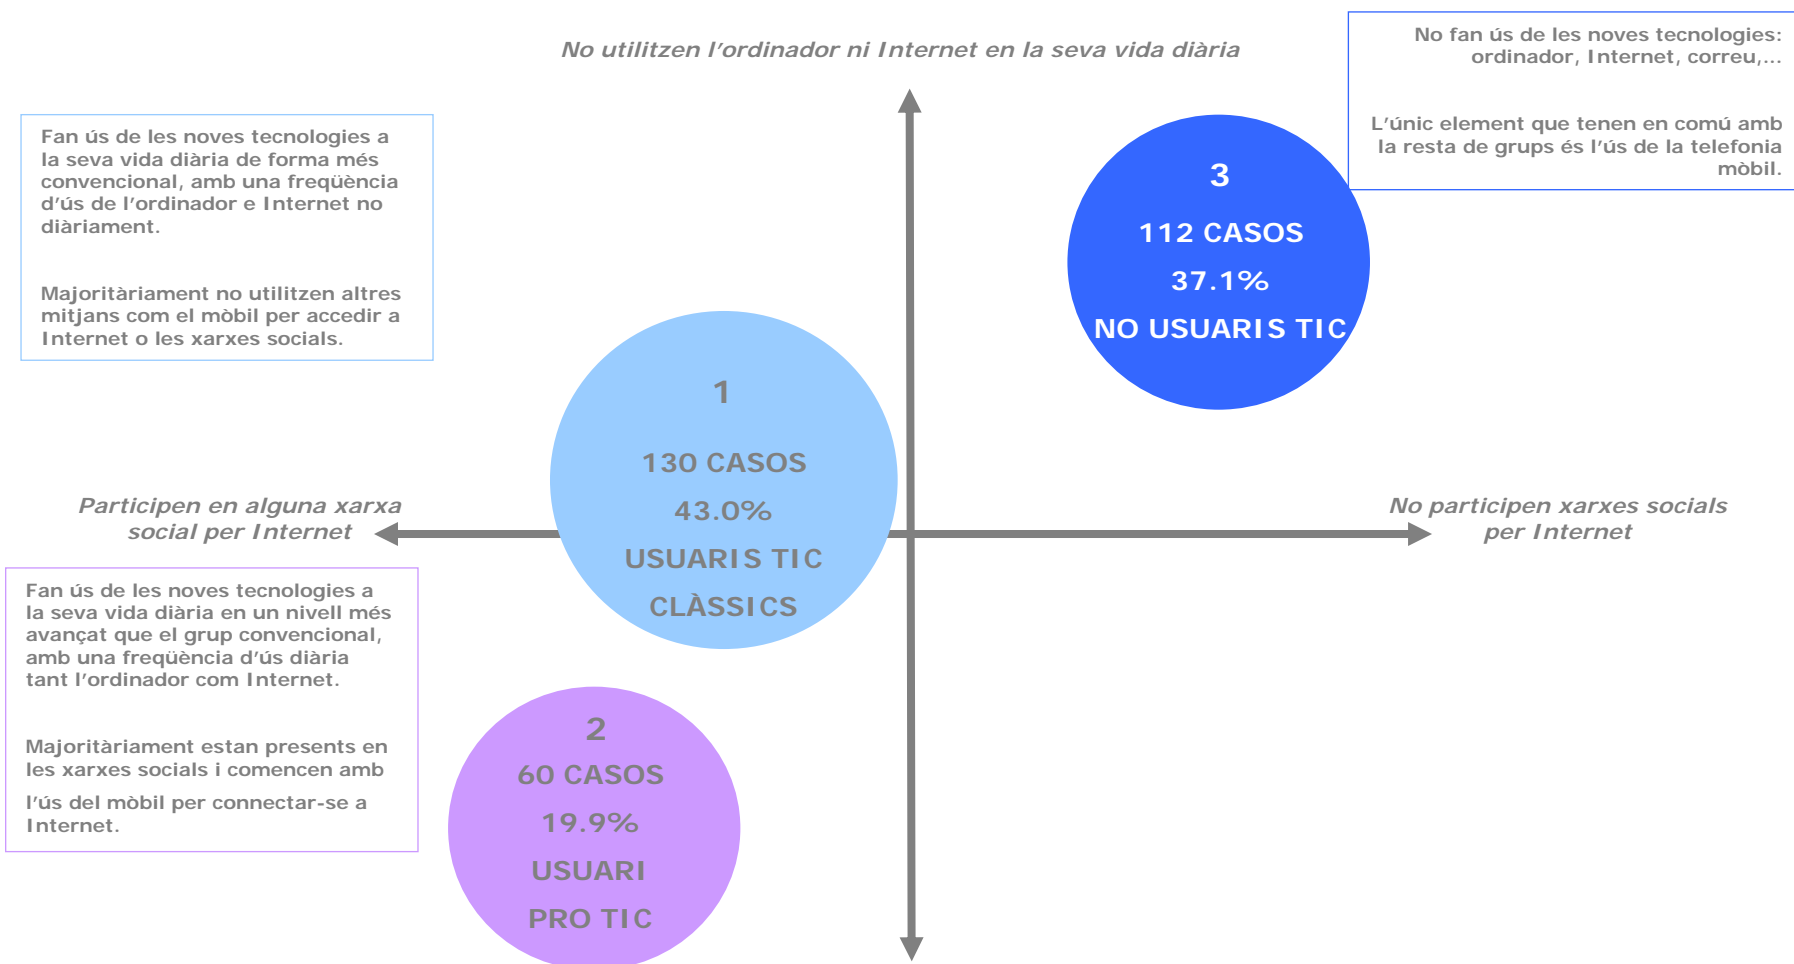 No utilitzen l'ordinador ni Internet en la seva vida diària
No fan ús de les noves tecnologies:
ordinador, Internet, correu,...
L'únic element que tenen en comú amb
la resta de grups és l'ús de la telefonia
mòbil.
Fan ús de les noves tecnologies a
la seva vida diària de forma més
convencional, amb una freqüència
d'ús de l'ordinador e Internet no
diàriament.
Majoritàriament no utilitzen altres
mitjans com el mòbil per accedir a
Internet o les xarxes socials.
3
112 CASOS
37.1%
NO USUARIS TIC
1
130 CASOS
43.0%
USUARIS TIC
CLÀSSICS
Participen en alguna xarxa
social per Internet
No participen xarxes socials
per Internet
Fan ús de les noves tecnologies a
la seva vida diària en un nivell més
avançat que el grup convencional,
amb una freqüència d'ús diària
tant l'ordinador com Internet.
Majoritàriament estan presents en
les xarxes socials i comencen amb
l'ús del mòbil per connectar-se a
Internet.
2
60 CASOS
19.9%
USUARI
PRO TIC